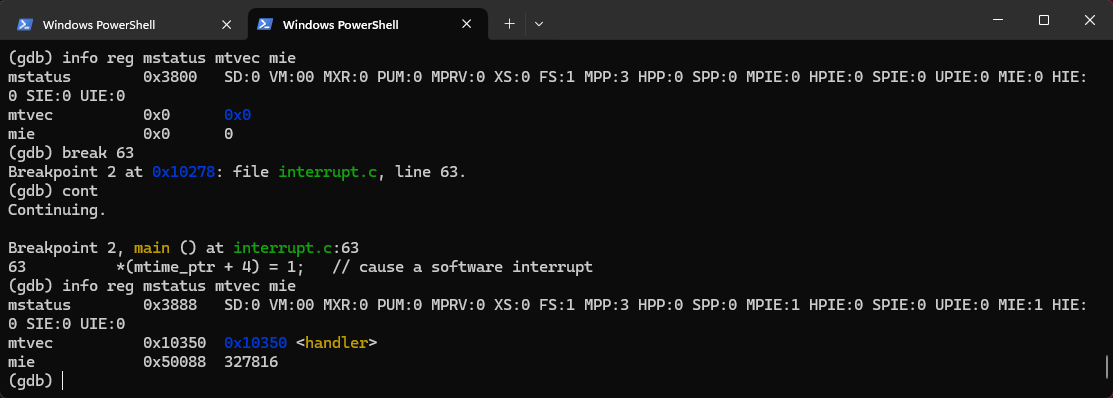 Windows PowerShell
Windows PowerShell
(gdb) info reg mstatus mtvec mie
mstatus        0x3800   SD:0 VM:00 MXR:0 PUM:0 MPRV:0 XS:0 FS:1 MPP:3 HPP:0 SPP:0 MPIE:0 HPIE:0 SPIE:0 UPIE:0 MIE:0 HIE:
0 SIE:0 UIE:0
mtvec          0x0      0x0
mie            0x0      0
(gdb) break 63
Breakpoint 2 at 0x10278: file interrupt.c, line 63.
(gdb) cont
Continuing.
Breakpoint 2, main () at interrupt.c:63
63          *(mtime_ptr + 4) = 1;   // cause a software interrupt
(gdb) info reg mstatus mtvec mie
mstatus        0x3888   SD:0 VM:00 MXR:0 PUM:0 MPRV:0 XS:0 FS:1 MPP:3 HPP:0 SPP:0 MPIE:1 HPIE:0 SPIE:0 UPIE:0 MIE:1 HIE:
0 SIE:0 UIE:0
mtvec          0x10350  0x10350 <handler>
mie            0x50088  327816
(gdb)